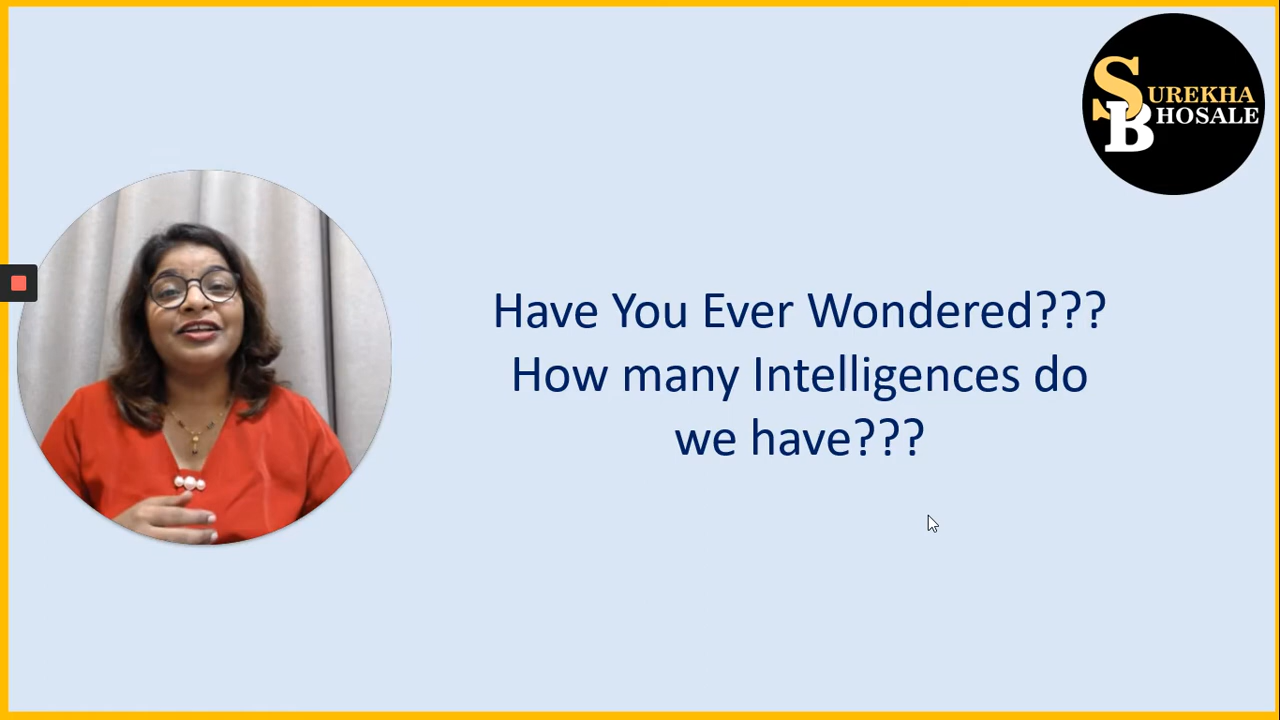 SUREKHA
BHOSALE
Have You Ever Wondered???
How many Intelligences do
we have???